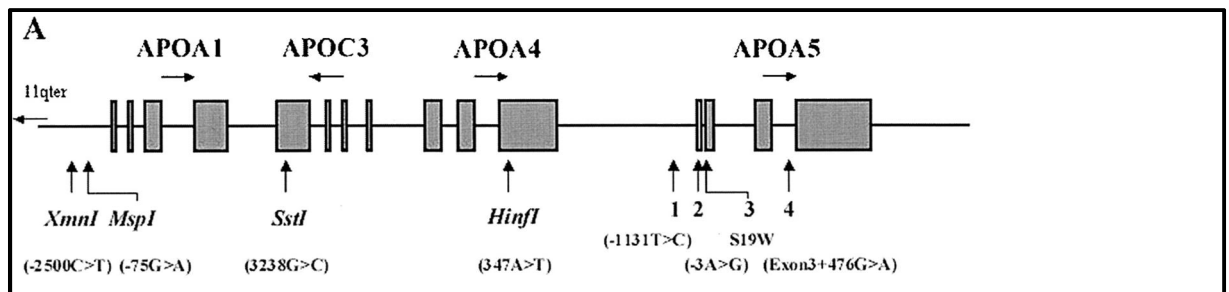 A
APOA1 APOC3 APOA4 APOA5
11qter
XmnI MspI SstI HinfI 1 2 3 4
(-1131T>C) S19W
(-2500C>T) (-75G>A) (3238G>C) (347A>T) (-3A>G) (Exon3+476G>A)